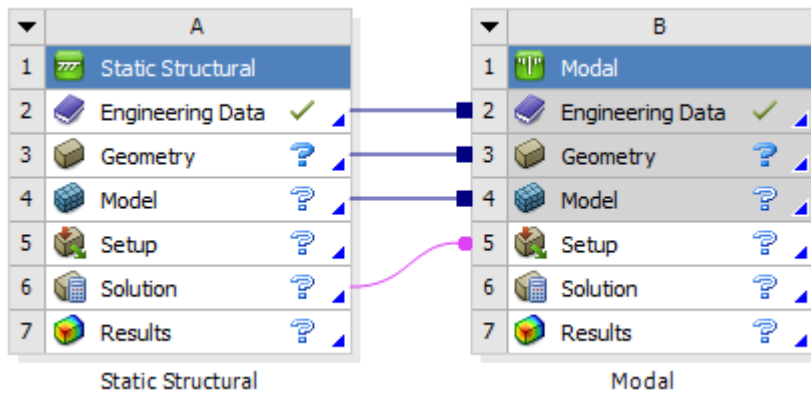 A
1 Static Structural
2 Engineering Data
3 Geometry ?
4 Model ?
5 Setup ?
6 Solution ?
7 Results ?
Static Structural
B
1 Modal
2 Engineering Data
3 Geometry ?
4 Model ?
5 Setup ?
6 Solution ?
7 Results ?
Modal